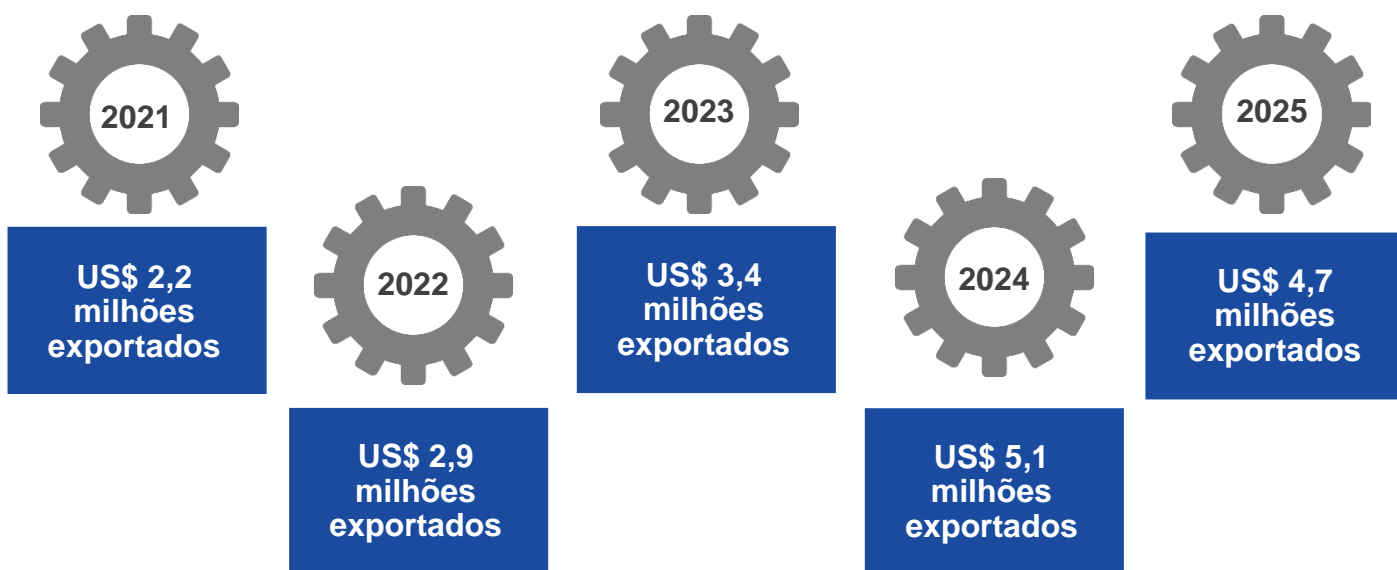 2021
US$ 2,2
milhões
exportados
2022
US$ 2,9
milhões
exportados
2023
US$ 3,4
milhões
exportados
2024
US$ 5,1
milhões
exportados
2025
US$ 4,7
milhões
exportados